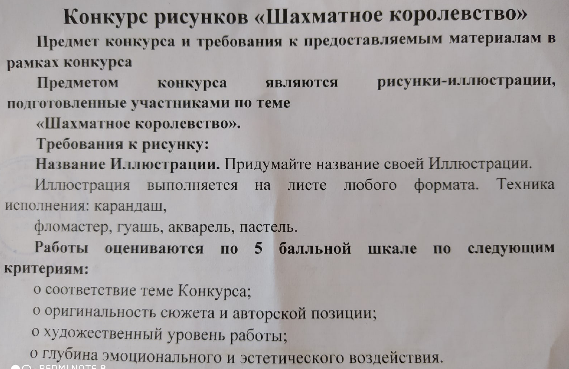 Конкурс рисунков «Шахматное королевство»
Предмет конкурса и требования к предоставляемым материалам в
рамках конкурса
Предметом конкурса являются рисунки-иллюстрации,
подготовленные участниками по теме
«Шахматное королевство».
Требования к рисунку:
Название Иллюстрации. Придумайте название своей Иллюстрации.
Иллюстрация выполняется на листе любого формата. Техника
исполнения: карандаш,
фломастер, гуашь, акварель, пастель.
Работы оцениваются по 5 балльной шкале по следующим
критериям:
о соответствие теме Конкурса;
о оригинальность сюжета и авторской позиции;
о художественный уровень работы;
о глубина эмоционального и эстетического воздействия.
REDMI NOTE 8